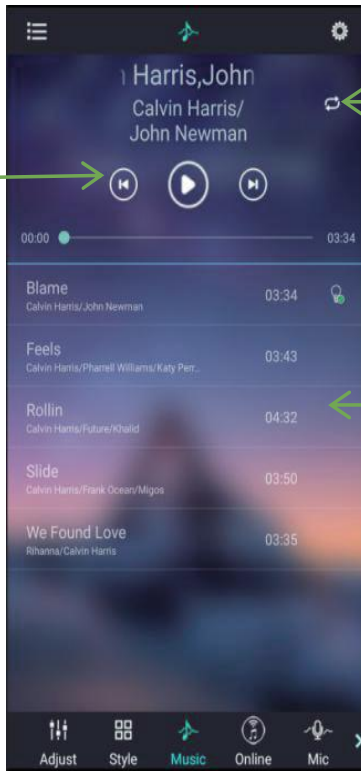 Harris,John
Calvin Harris/
John Newman
00:00 03:34
Blame 03:34
Calvin Harris/John Newman
Feels 03:43
Calvin Harris/Pharrell Williams/Katy Perr..
Rollin 04:32
Calvin Harris/Future/Khalid
Slide 03:50
Calvin Harris/Frank Ocean/Migos
We Found Love 03:35
Rihanna/Calvin Harris
Adjust Style Music Online Mic